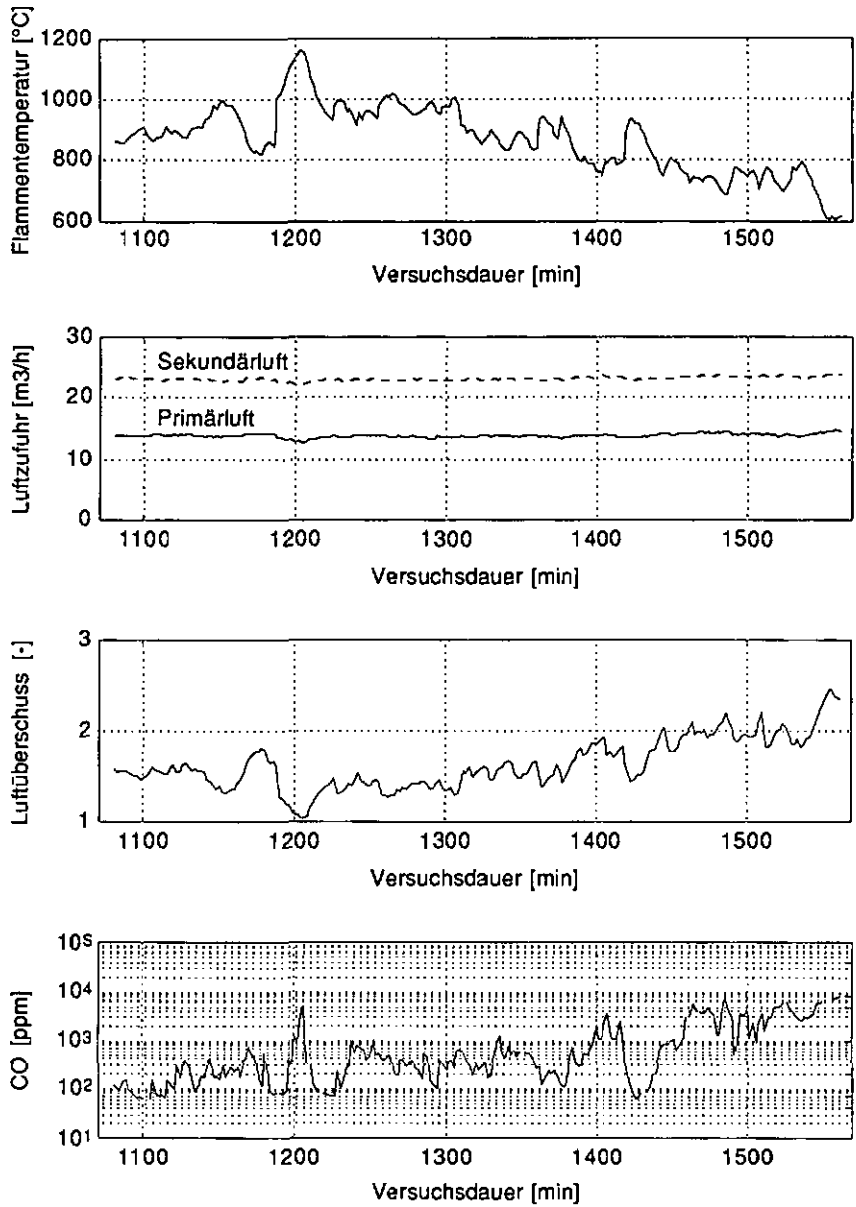 Flammentemperatur [°C]
1200
1000
800
600
1100 1200 1300 1400 1500
Versuchsdauer [min]
Luftzufuhr [m3/h]
30
20
10
0
Sekundärluft
Primärluft
1100 1200 1300 1400 1500
Versuchsdauer [min]
Luftüberschuss [-]
3
2
1
1100 1200 1300 1400 1500
Versuchsdauer [min]
CO [ppm]
10⁵
10⁴
10³
10²
10¹
1100 1200 1300 1400 1500
Versuchsdauer [min]